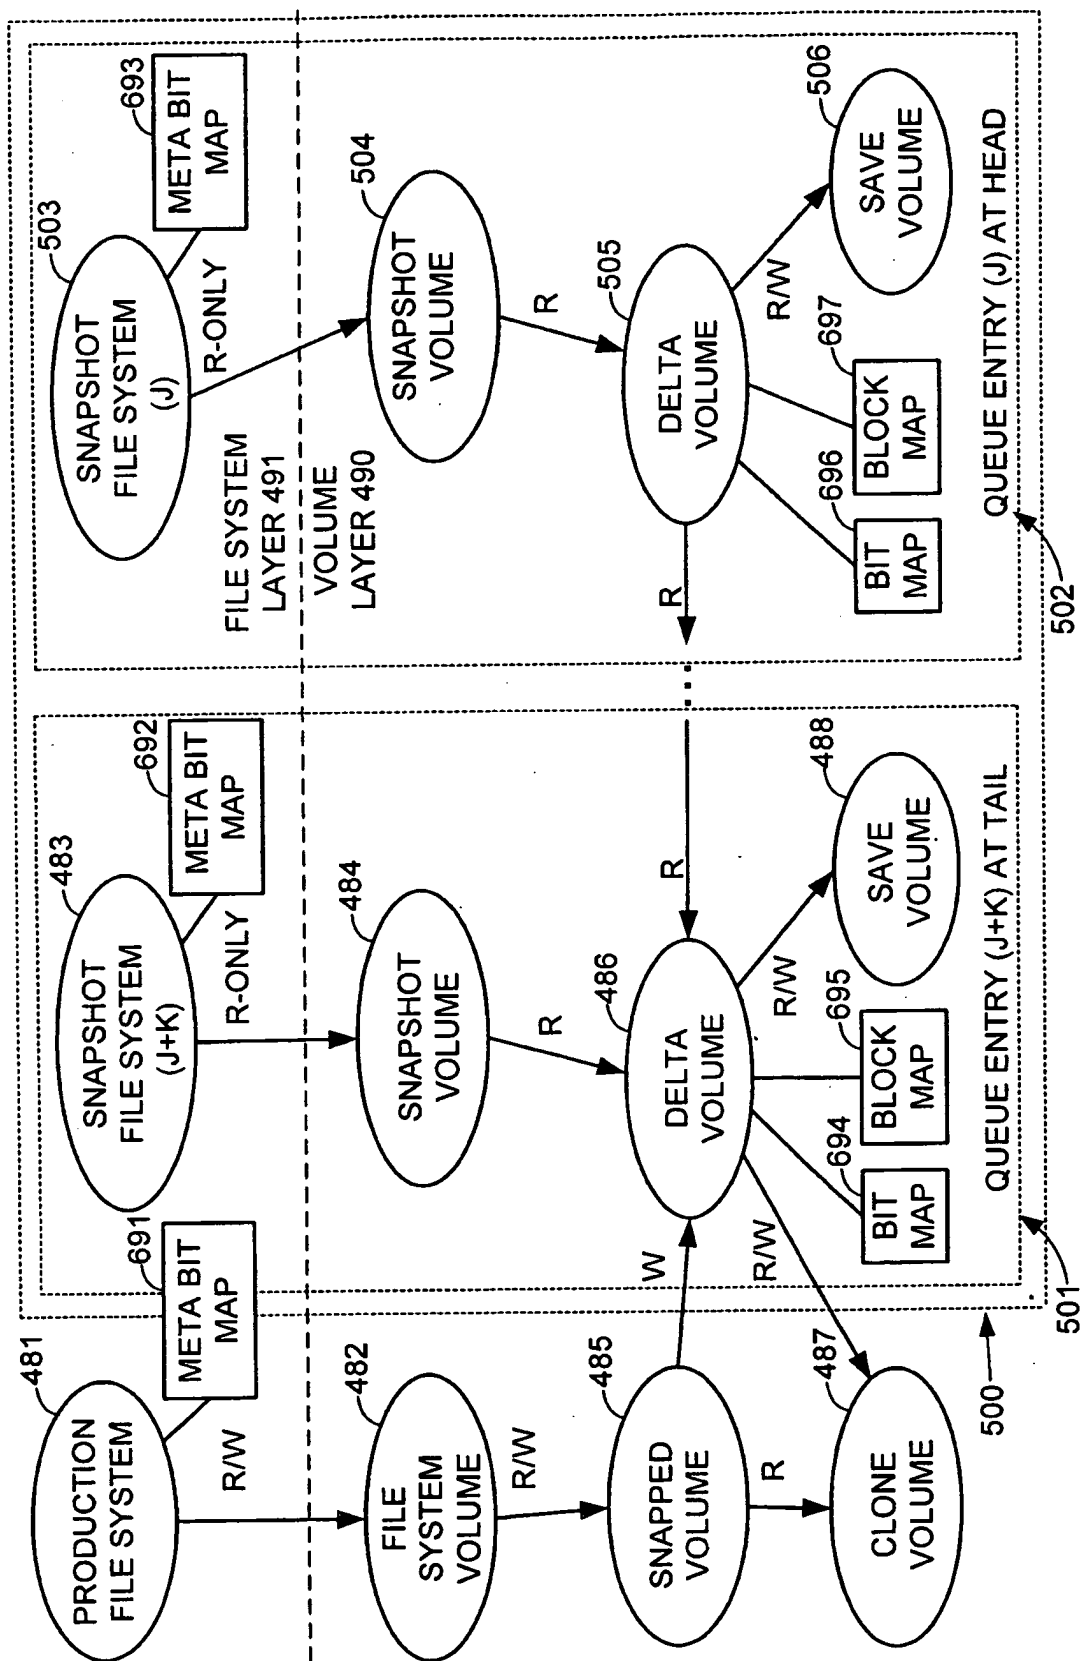 481
PRODUCTION
FILE SYSTEM
691
META BIT
MAP
R/W
482
FILE
SYSTEM
VOLUME
R/W
485
SNAPPED
VOLUME
W
R
487
CLONE
VOLUME
500
483
SNAPSHOT
FILE SYSTEM
(J+K)
692
META BIT
MAP
R-ONLY
484
SNAPSHOT
VOLUME
R
486
DELTA
VOLUME
R
R/W
R/W
488
SAVE
VOLUME
694
BIT
MAP
695
BLOCK
MAP
QUEUE ENTRY (J+K) AT TAIL
501
503
SNAPSHOT
FILE SYSTEM
(J)
693
META BIT
MAP
R-ONLY
FILE SYSTEM
LAYER 491
VOLUME
LAYER 490
504
SNAPSHOT
VOLUME
R
505
DELTA
VOLUME
R
R/W
506
SAVE
VOLUME
696
BIT
MAP
697
BLOCK
MAP
QUEUE ENTRY (J) AT HEAD
502